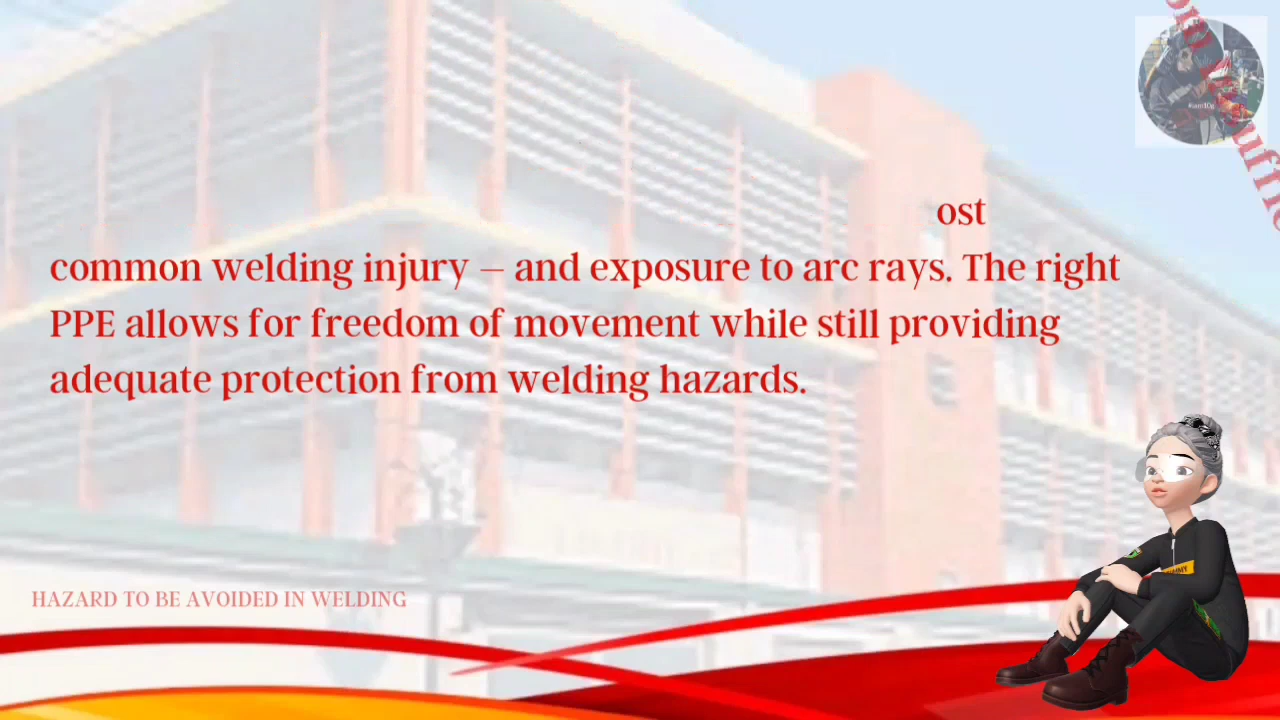 ost
common welding injury — and exposure to arc rays. The right
PPE allows for freedom of movement while still providing
adequate protection from welding hazards.
HAZARD TO BE AVOIDED IN WELDING